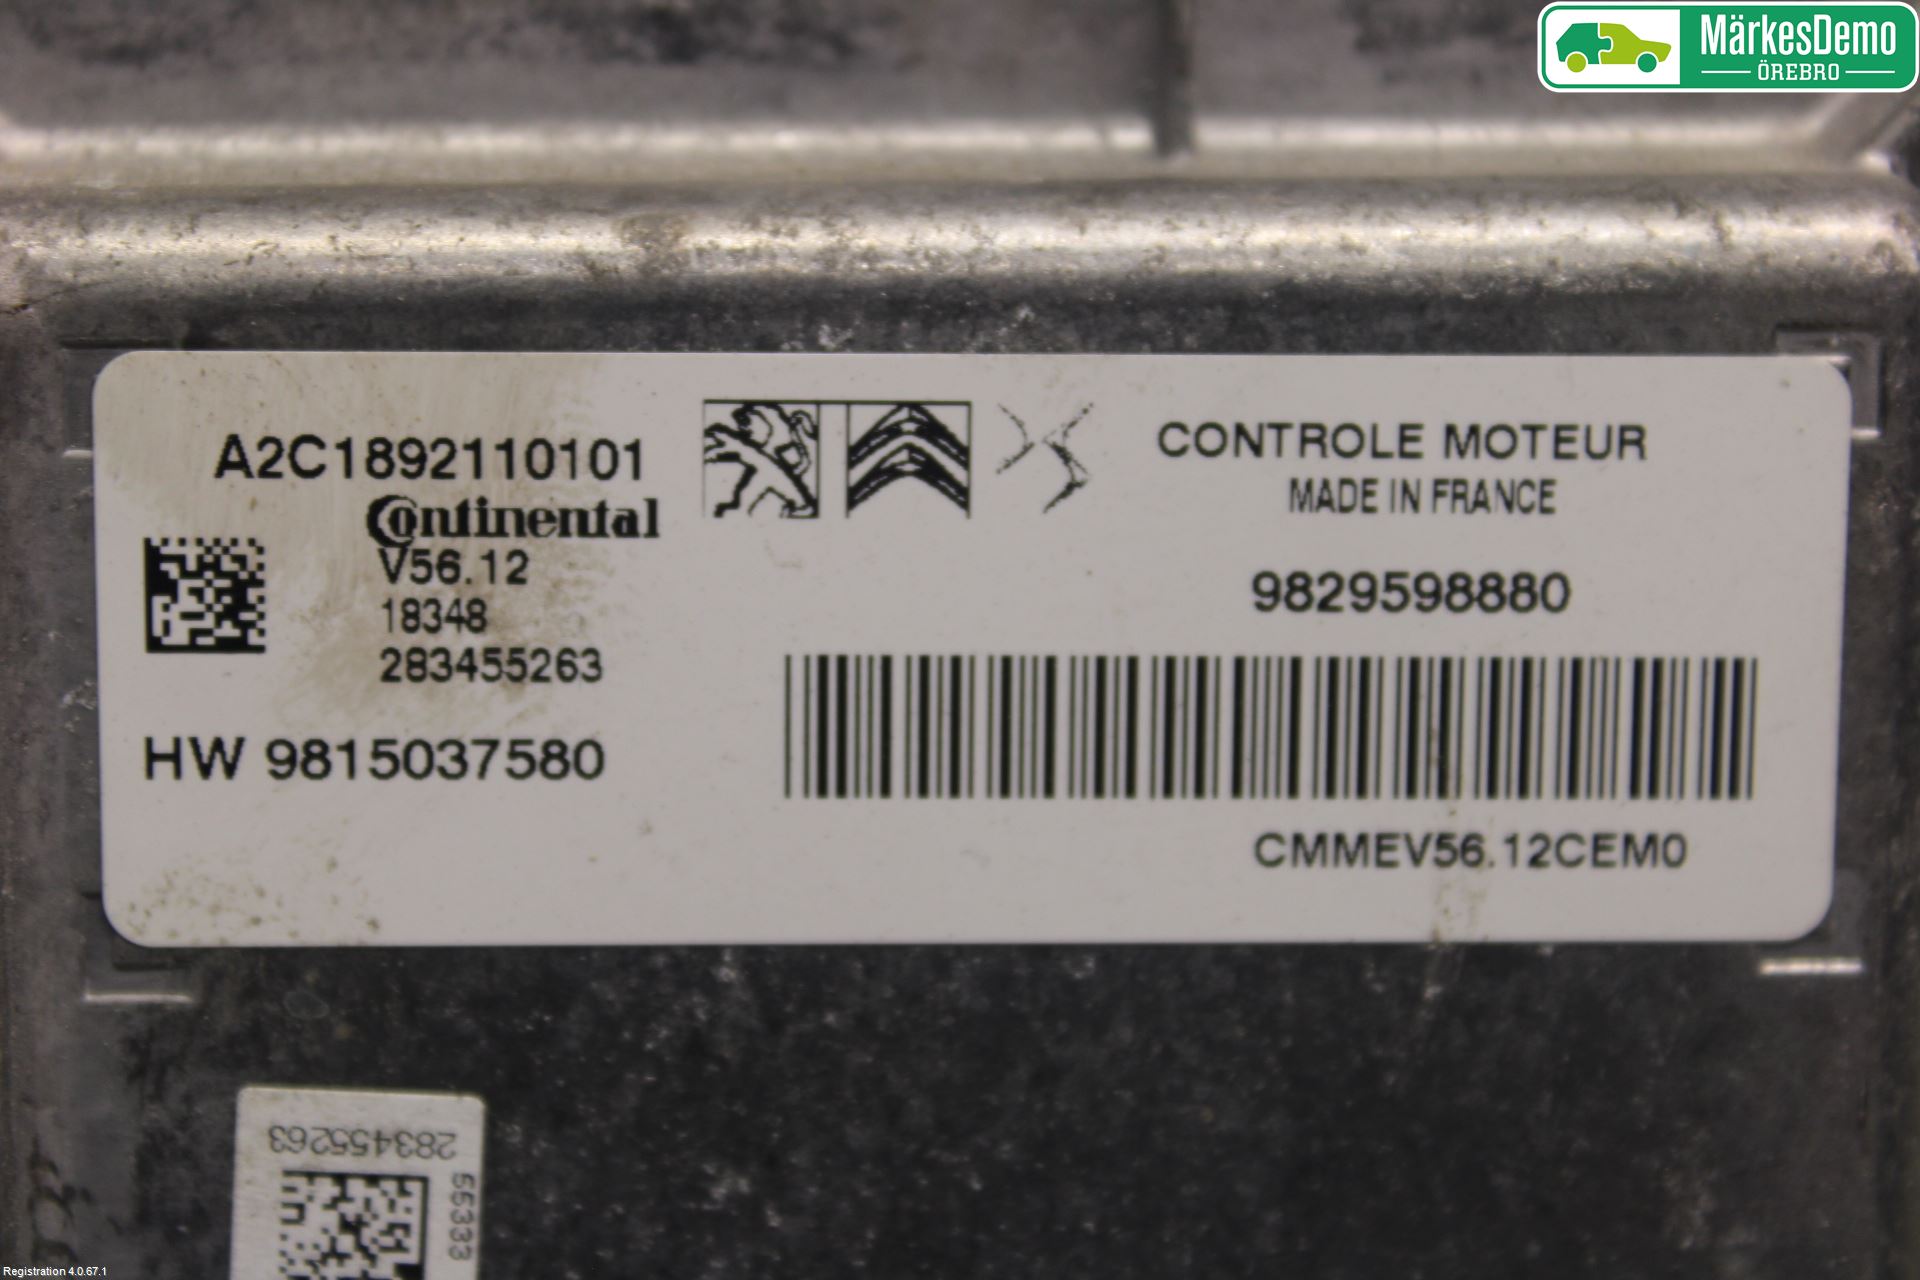 MärkesDemo
ÖREBRO
A2C1892110101
Continental
V56.12
18348
283455263
HW 9815037580
CONTROLE MOTEUR
MADE IN FRANCE
9829598880
CMMEV56.12CEM0
283455263
55333
Registration 4.0.67.1